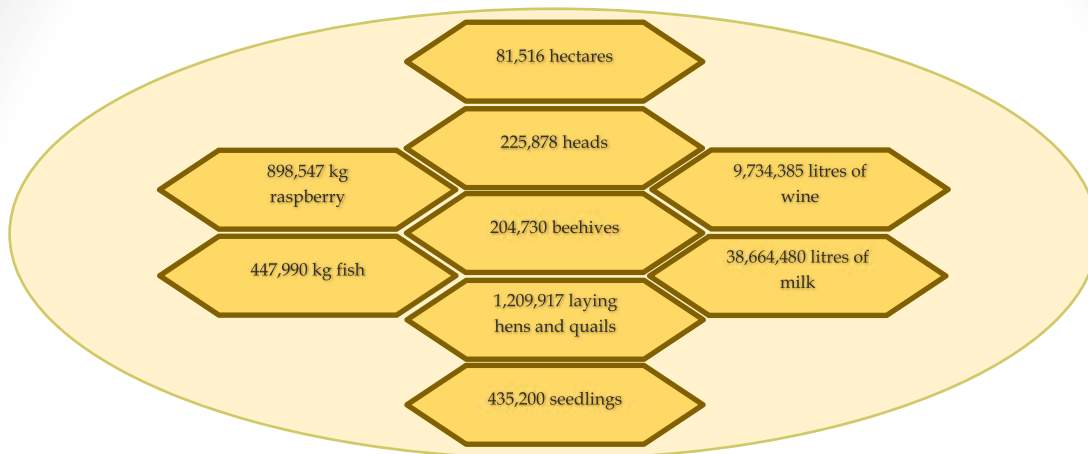 81,516 hectares
225,878 heads
898,547 kg
raspberry
9,734,385 litres of
wine
204,730 beehives
447,990 kg fish
38,664,480 litres of
milk
1,209,917 laying
hens and quails
435,200 seedlings